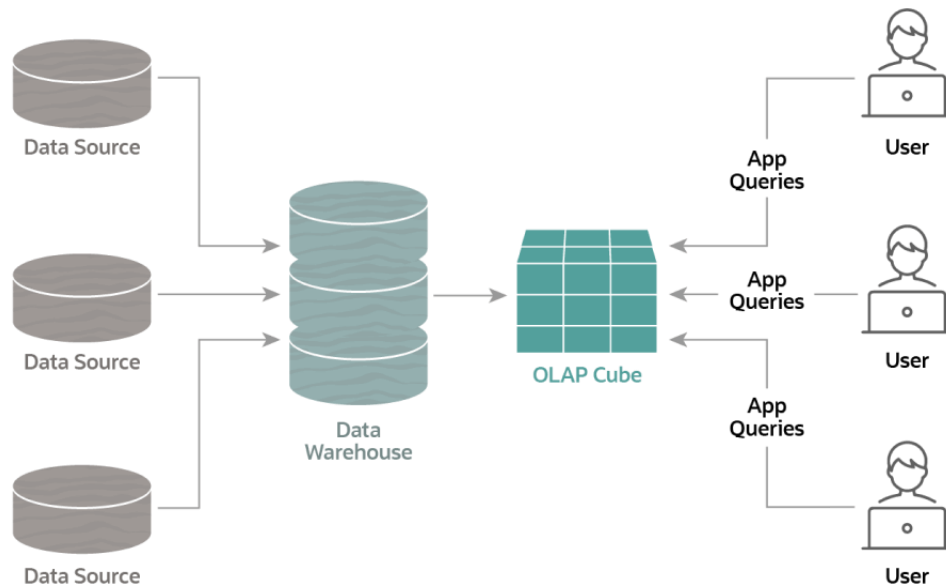 Data Source
User
App
Queries
Data Source
App
Queries
User
OLAP Cube
Data
Warehouse
App
Queries
Data Source
User